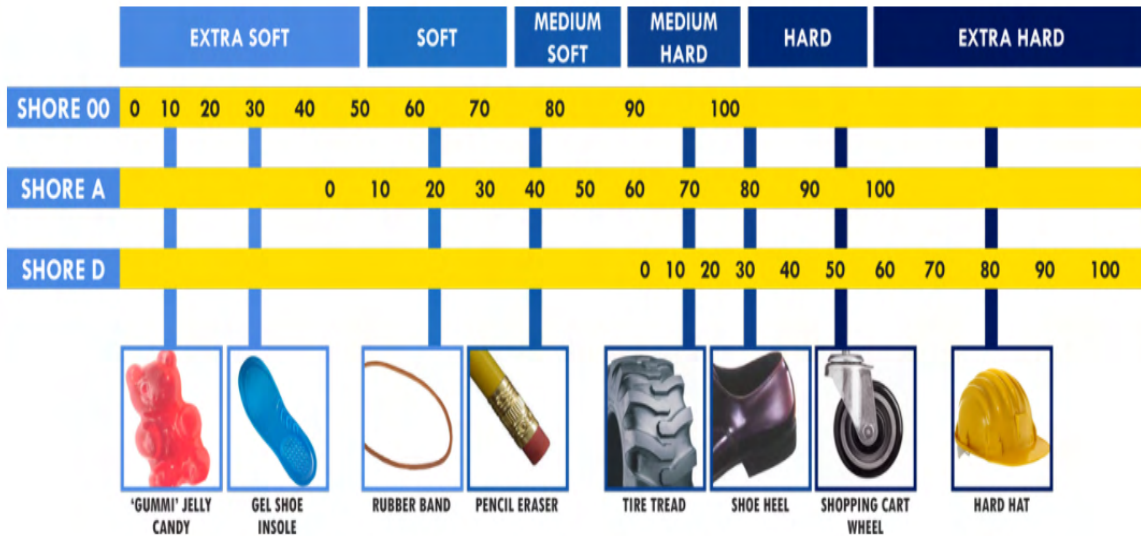 EXTRA SOFT
SOFT
MEDIUM
SOFT
MEDIUM
HARD
HARD
EXTRA HARD
SHORE 00 0 10 20 30 40 50 60 70 80 90 100
SHORE A 0 10 20 30 40 50 60 70 80 90 100
SHORE D 0 10 20 30 40 50 60 70 80 90 100
‘GUMMI’ JELLY
CANDY
GEL SHOE
INSOLE
RUBBER BAND
PENCIL ERASER
TIRE TREAD
SHOE HEEL
SHOPPING CART
WHEEL
HARD HAT